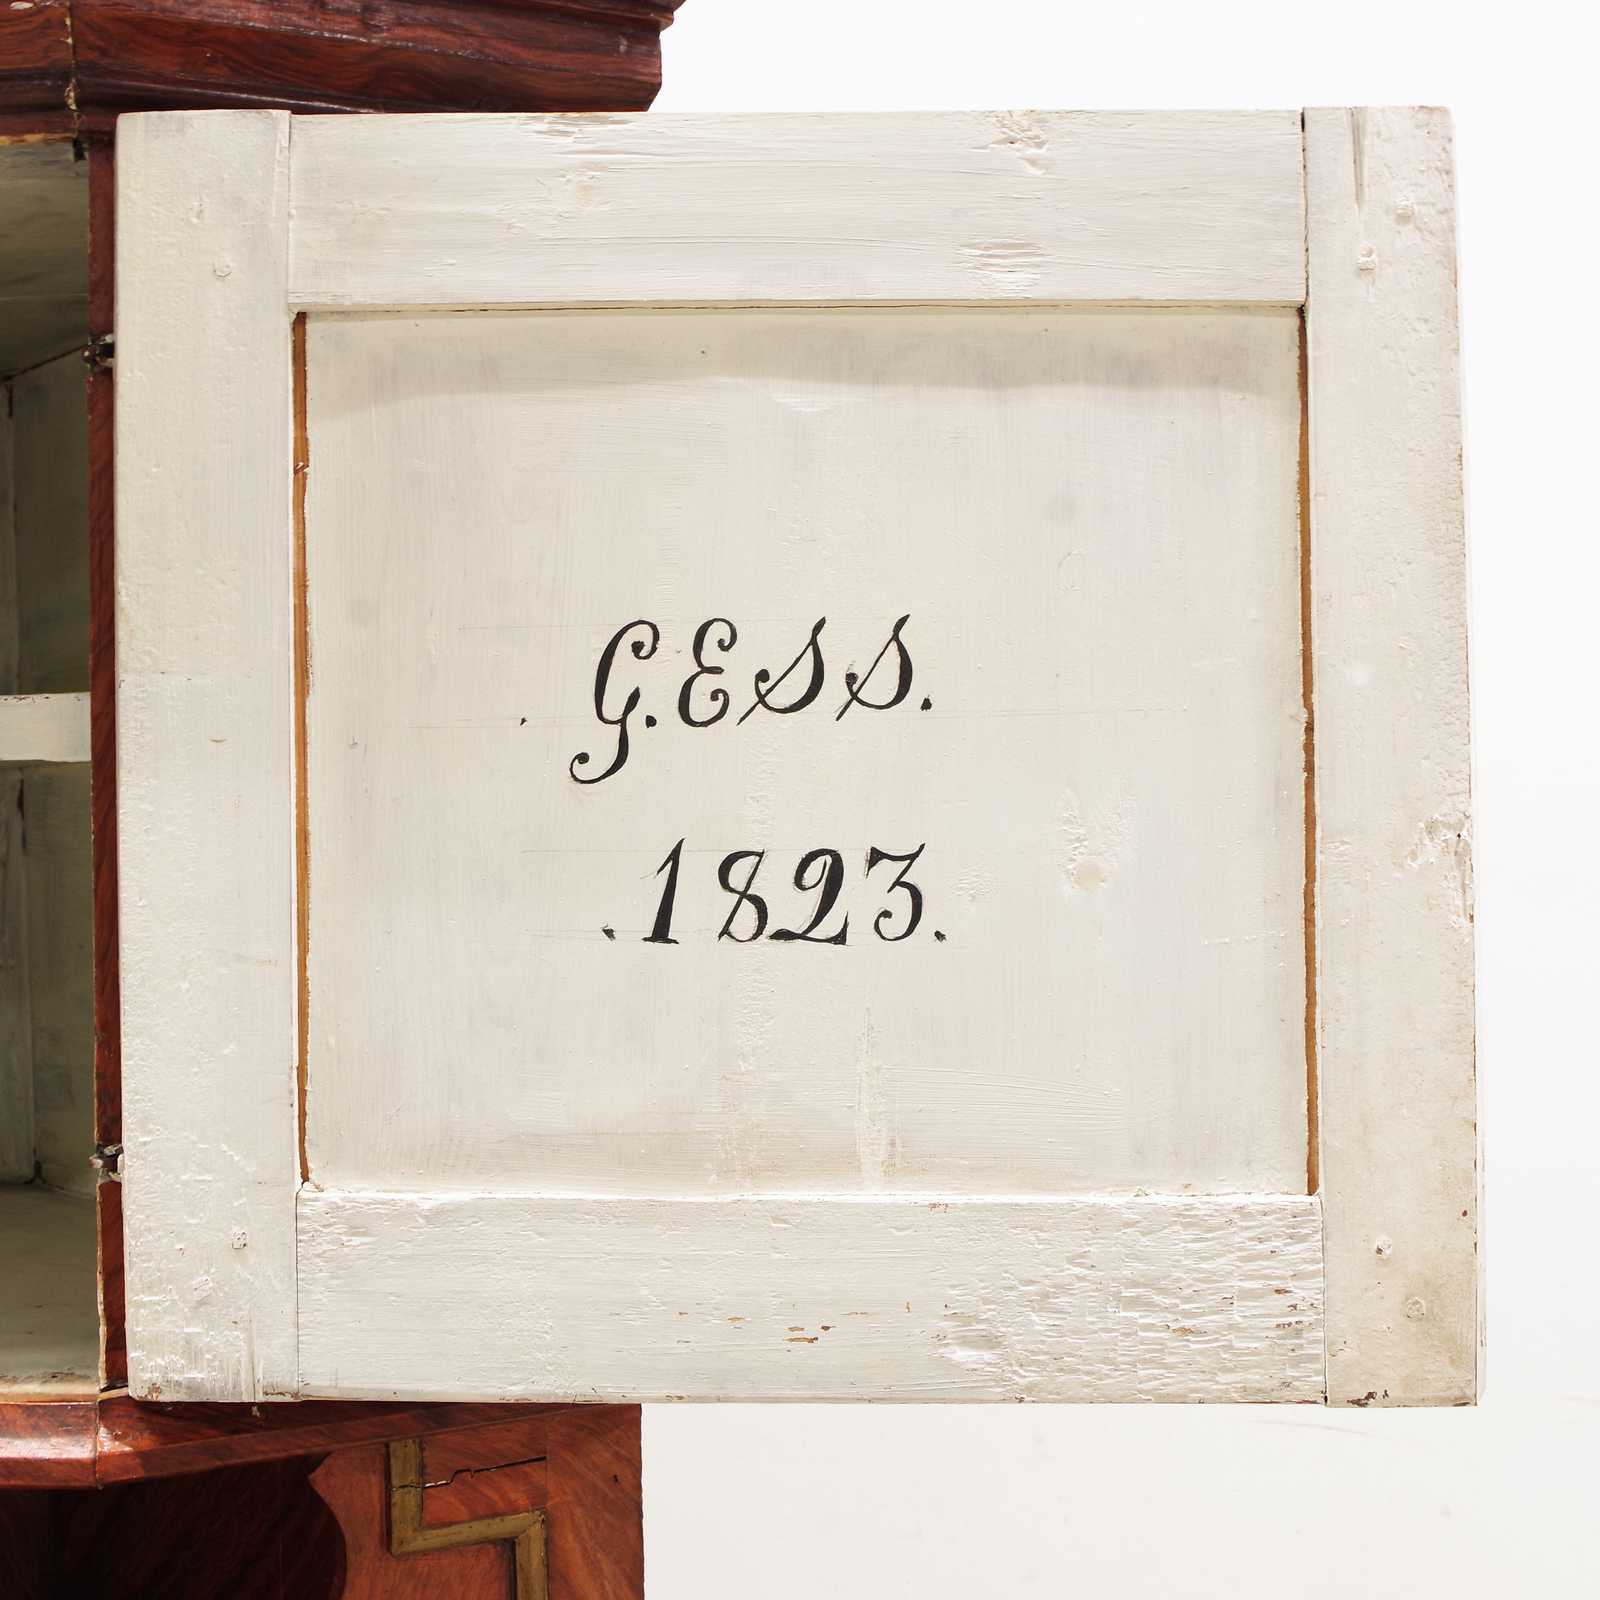 . G. ESS.
. 1823.